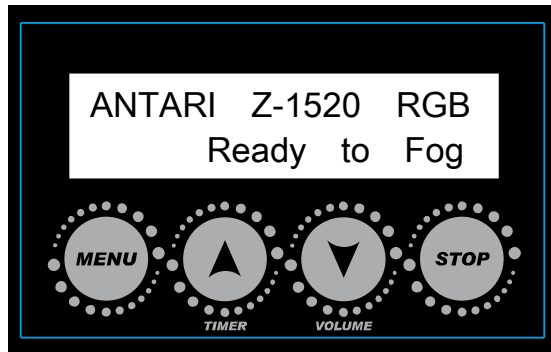 ANTARI Z-1520 RGB
Ready to Fog
MENU
STOP
TIMER
VOLUME